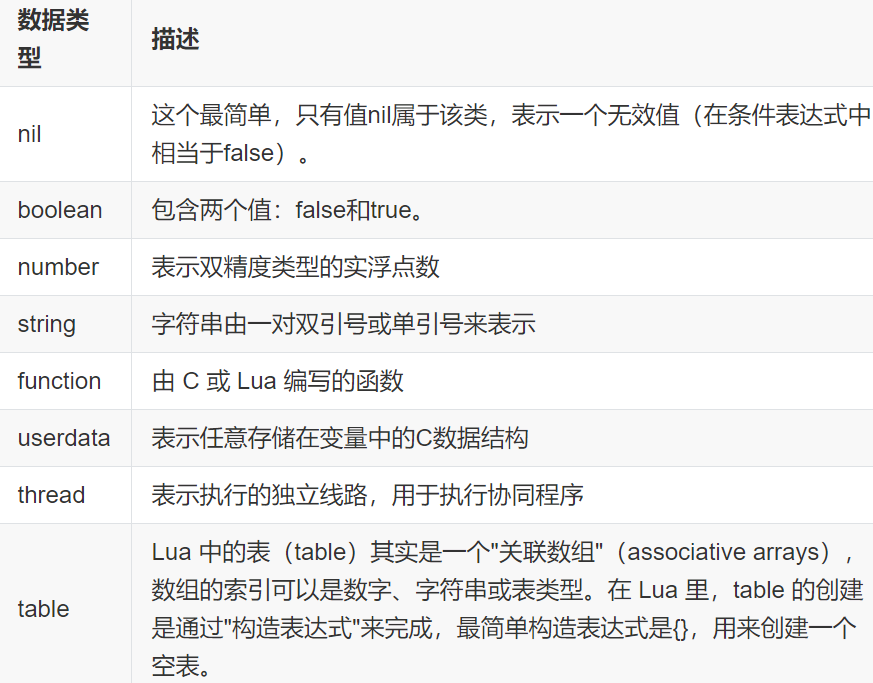 数据类
型
描述
nil
这个最简单，只有值nil属于该类，表示一个无效值（在条件表达式中
相当于false）。
boolean
包含两个值：false和true。
number
表示双精度类型的实浮点数
string
字符串由一对双引号或单引号来表示
function
由 C 或 Lua 编写的函数
userdata
表示任意存储在变量中的C数据结构
thread
表示执行的独立线路，用于执行协同程序
table
Lua 中的表（table）其实是一个"关联数组"（associative arrays），
数组的索引可以是数字、字符串或表类型。在 Lua 里，table 的创建
是通过"构造表达式"来完成，最简单构造表达式是{}，用来创建一个
空表。